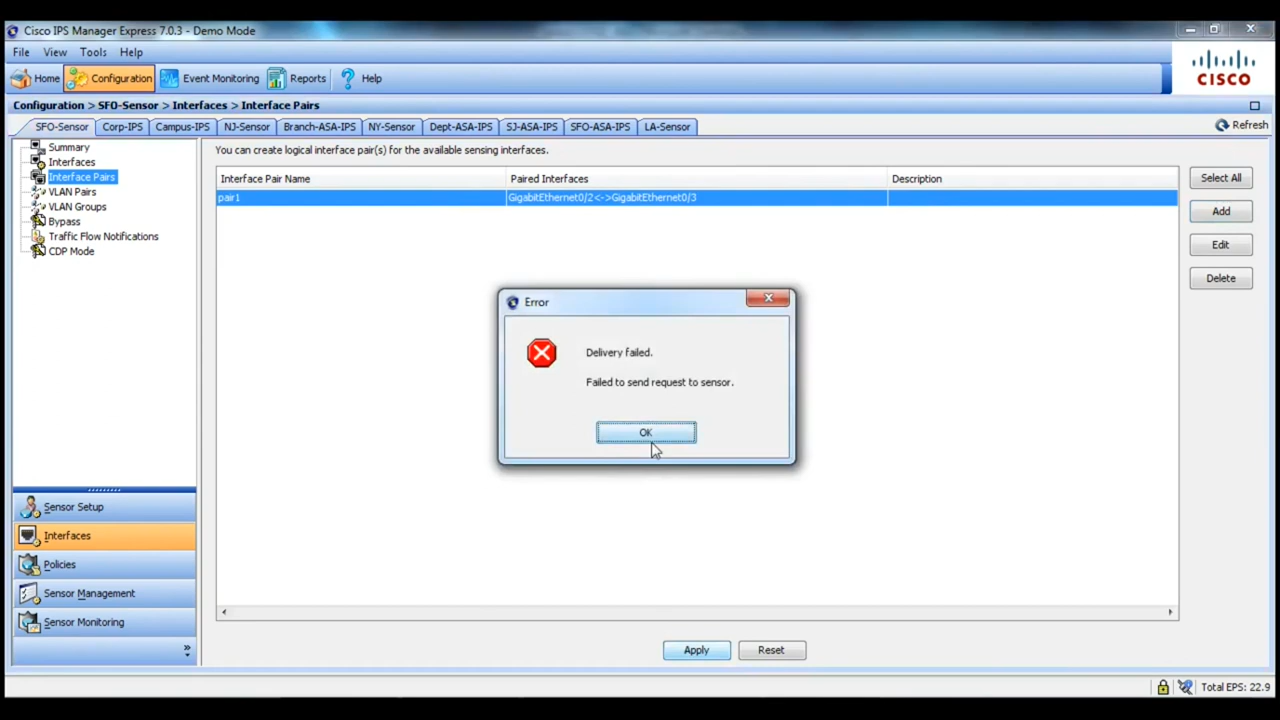 Cisco IPS Manager Express 7.0.3 - Demo Mode
File View Tools Help
Home Configuration Event Monitoring Reports Help
CISCO
Configuration > SFO-Sensor > Interfaces > Interface Pairs
SFO-Sensor Corp-IPS Campus-IPS NJ-Sensor Branch-ASA-IPS NY-Sensor Dept-ASA-IPS SJ-ASA-IPS SFO-ASA-IPS LA-Sensor
Refresh
Summary
Interfaces
Interface Pairs
VLAN Pairs
VLAN Groups
Bypass
Traffic Flow Notifications
CDP Mode
You can create logical interface pair(s) for the available sensing interfaces.
Interface Pair Name Paired Interfaces Description
pair1 GigabitEthernet0/2<->GigabitEthernet0/3
Select All
Add
Edit
Delete
Error
Delivery failed.
Failed to send request to sensor.
OK
Sensor Setup
Interfaces
Policies
Sensor Management
Sensor Monitoring
Apply Reset
Total EPS: 22.9